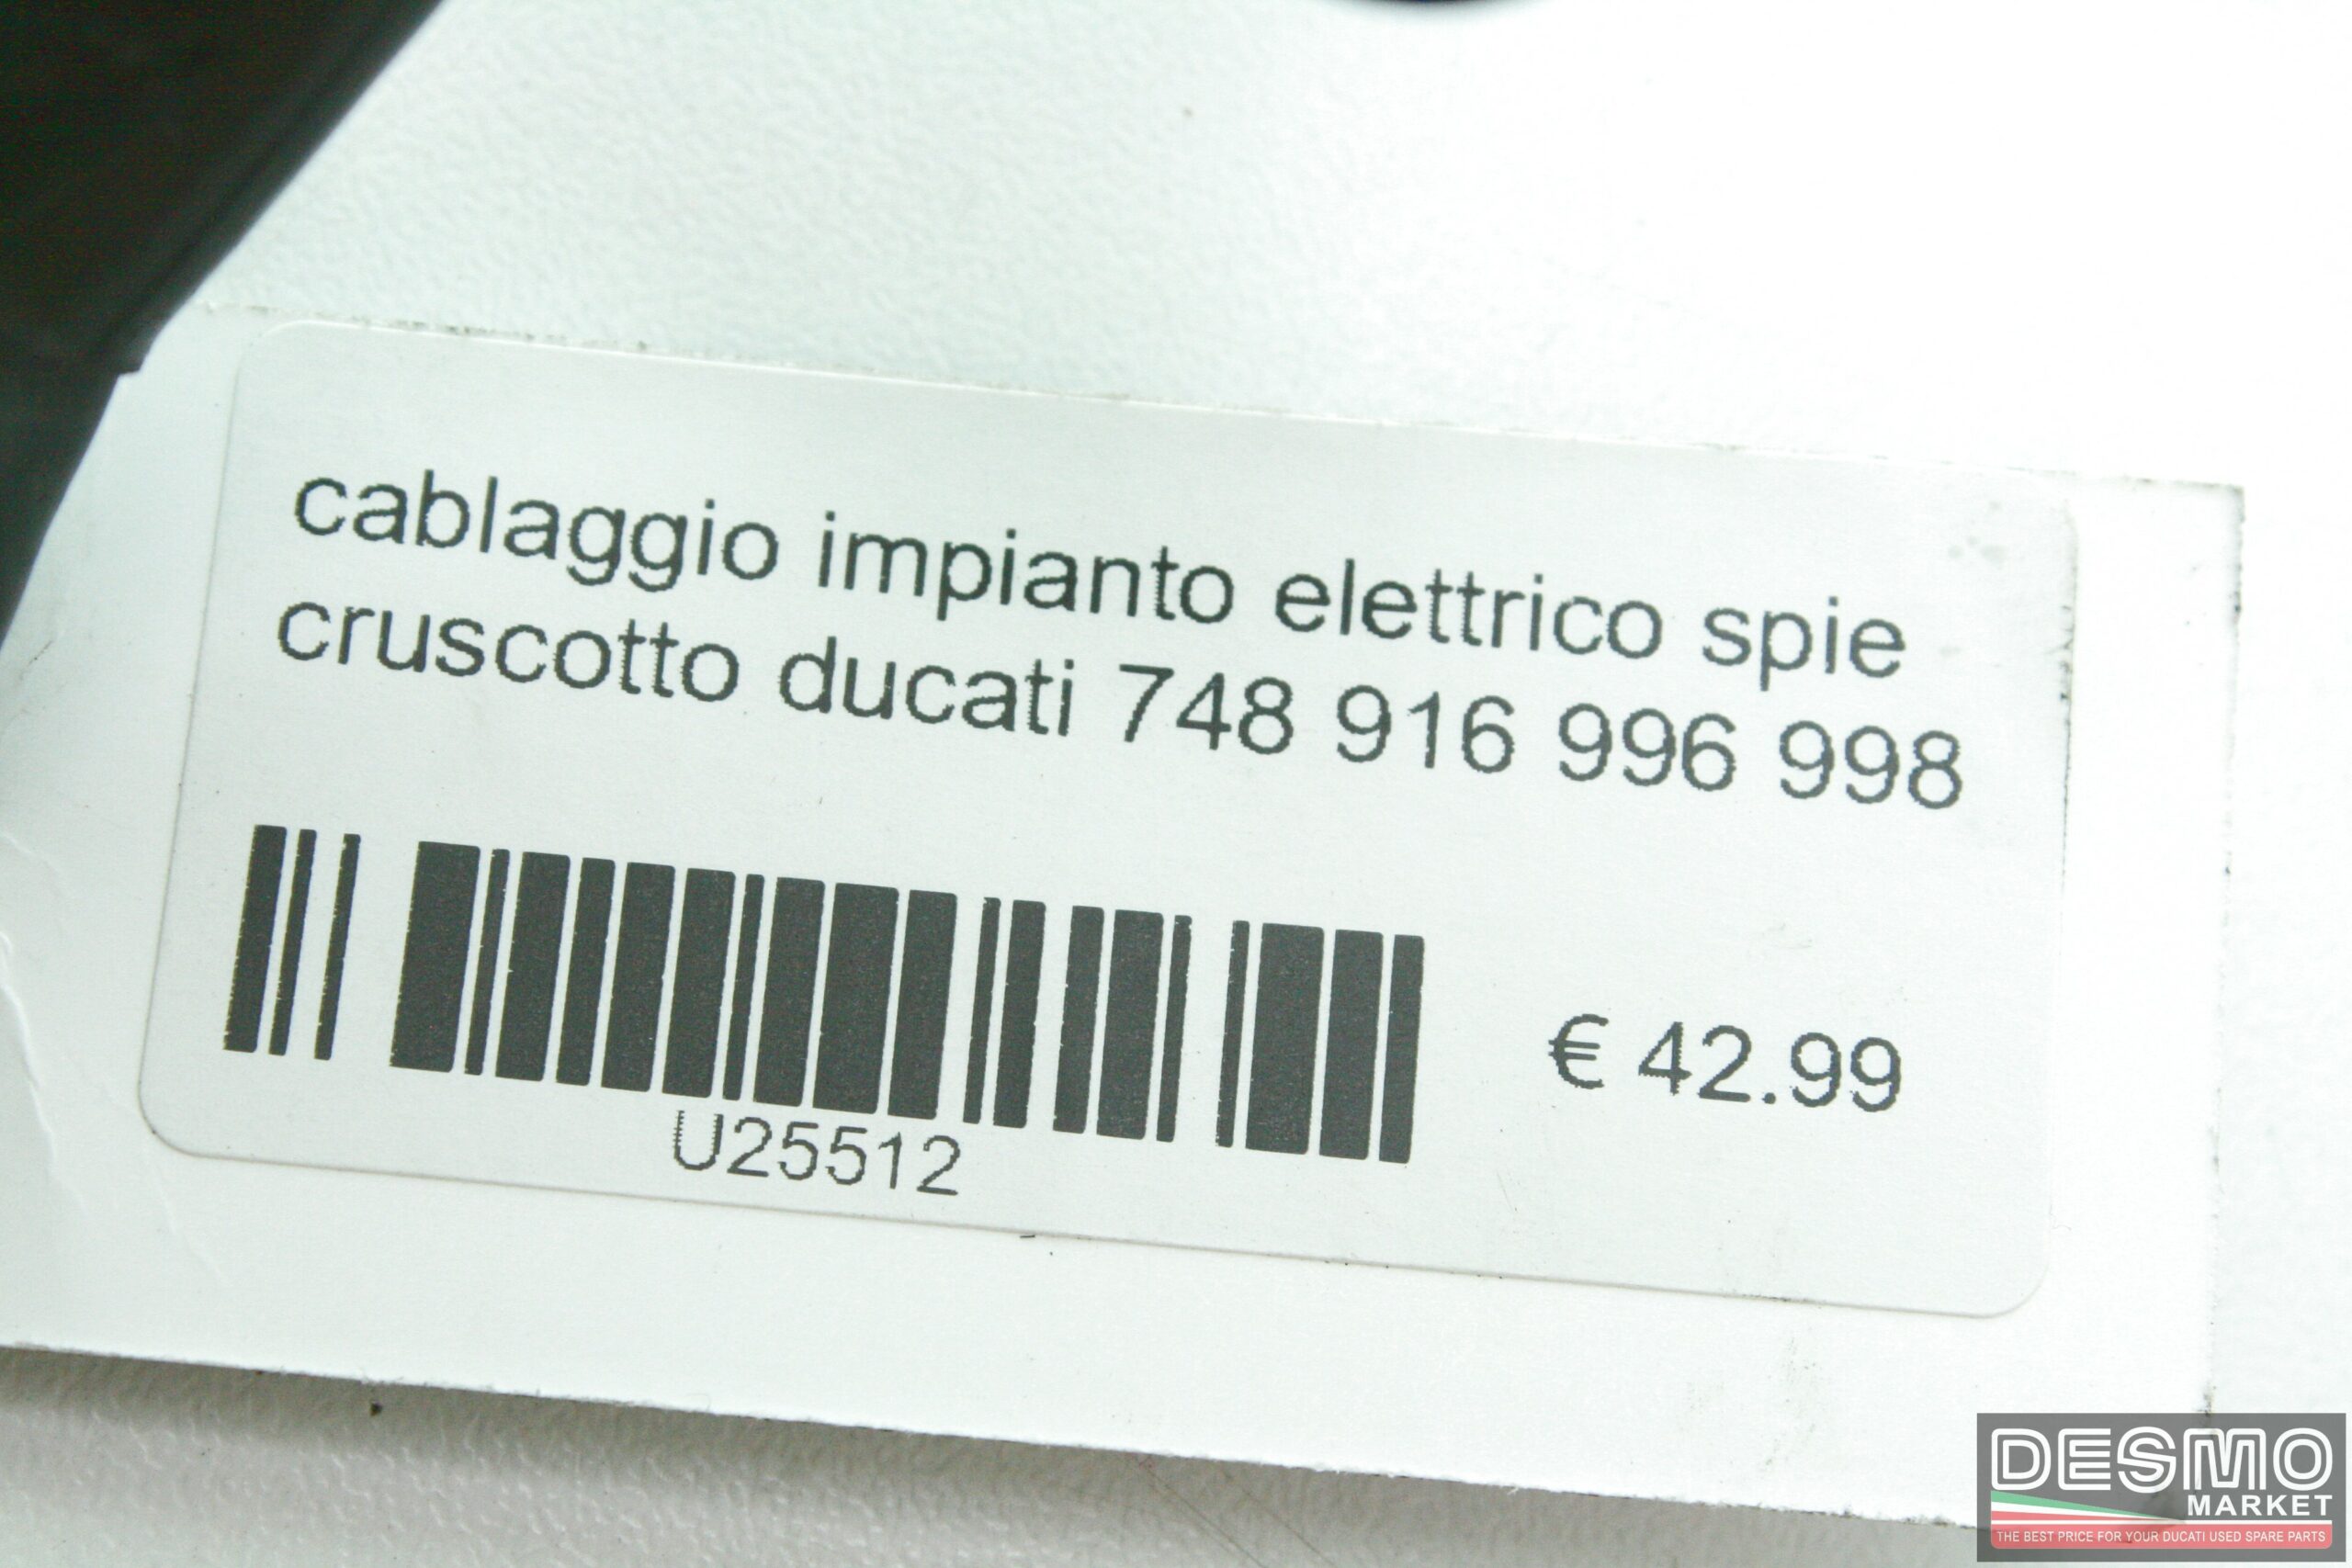 cablaggio impianto elettrico spie
cruscotto ducati 748 916 996 998
€ 42.99
U25512
DESMO
MARKET
THE BEST PRICE FOR YOUR DUCATI USED SPARE PARTS